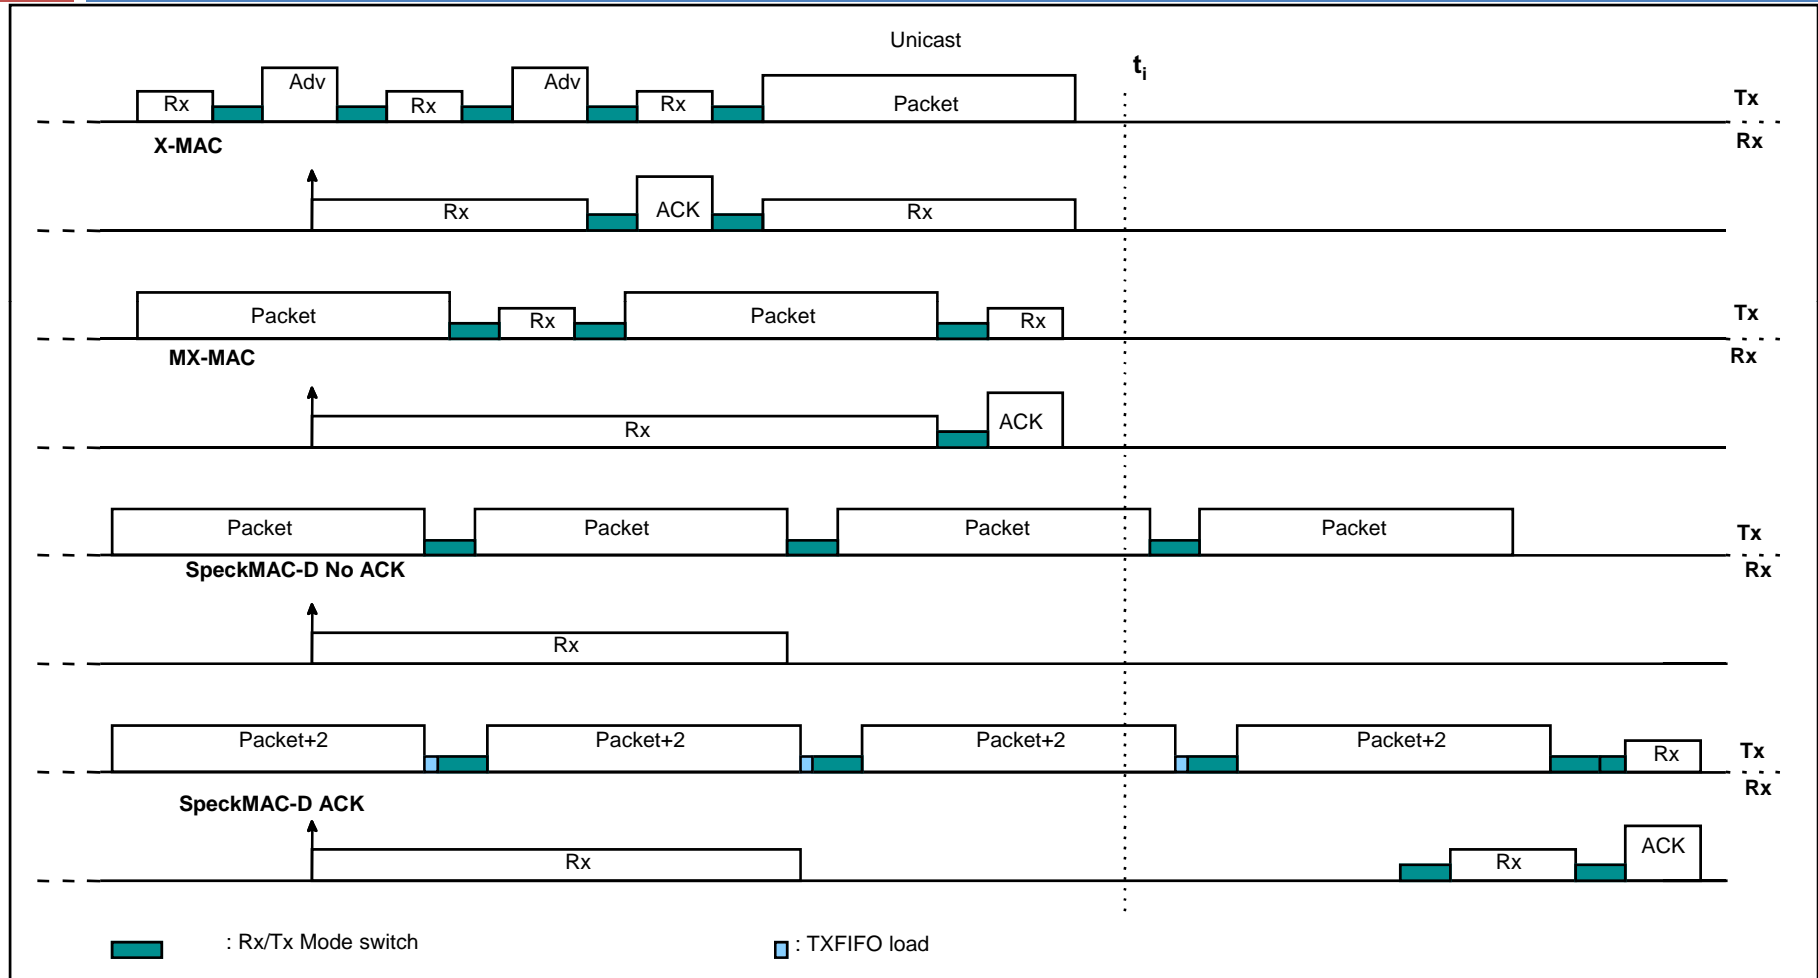 Unicast
t_i
Rx Adv Rx Adv Rx Packet Tx
X-MAC Rx
Rx ACK Rx
Packet Rx Packet Rx Tx
MX-MAC Rx
Rx ACK
Packet Packet Packet Packet Tx
SpeckMAC-D No ACK Rx
Rx
Packet+2 Packet+2 Packet+2 Packet+2 Rx Tx
SpeckMAC-D ACK Rx
Rx Rx ACK
: Rx/Tx Mode switch : TXFIFO load